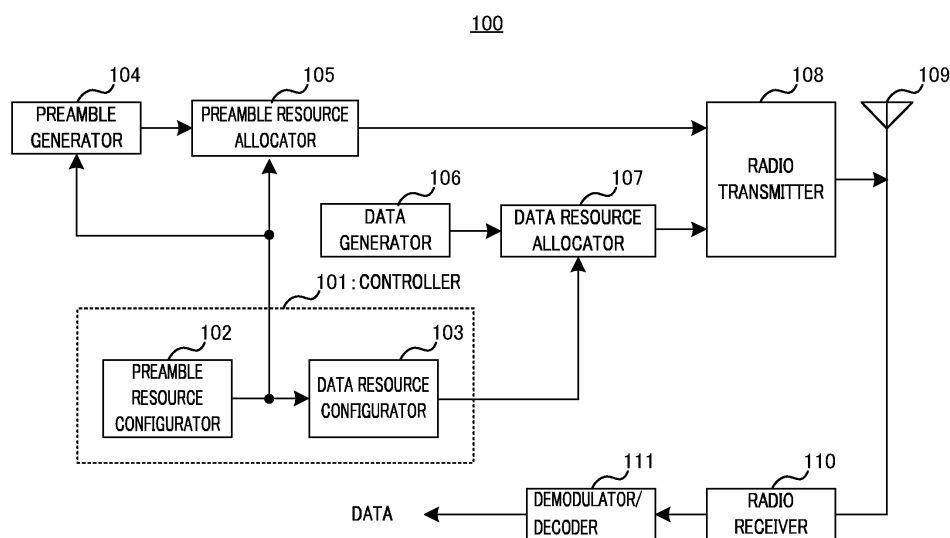 100
104
105
108
109
PREAMBLE
GENERATOR
PREAMBLE RESOURCE
ALLOCATOR
RADIO
TRANSMITTER
106
107
DATA
GENERATOR
DATA RESOURCE
ALLOCATOR
101: CONTROLLER
102
103
PREAMBLE
RESOURCE
CONFIGURATOR
DATA RESOURCE
CONFIGURATOR
111
110
DATA
DEMODULATOR/
DECODER
RADIO
RECEIVER